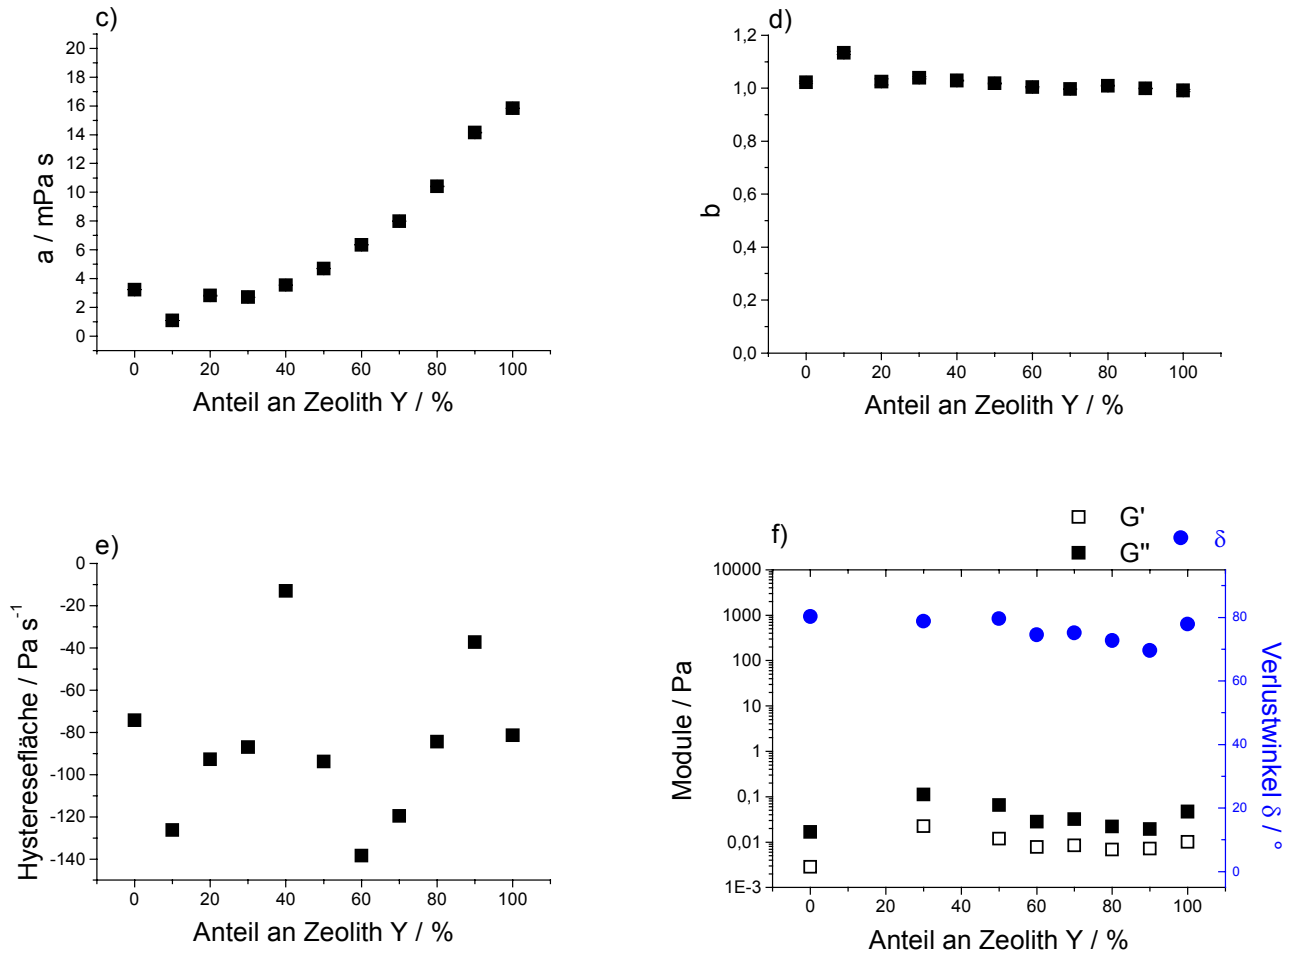 c)
20
18
16
14
12
10
8
6
4
2
0
a / mPa s
0 20 40 60 80 100
Anteil an Zeolith Y / %
d)
1,2
1,0
0,8
0,6
0,4
0,2
0,0
b
0 20 40 60 80 100
Anteil an Zeolith Y / %
e)
0
-20
-40
-60
-80
-100
-120
-140
Hysteresefläche / Pa s⁻¹
0 20 40 60 80 100
Anteil an Zeolith Y / %
f)
G'
G"
δ
10000
1000
100
10
1
0,1
0,01
1E-3
Module / Pa
80
60
40
20
0
Verlustwinkel δ / °
0 20 40 60 80 100
Anteil an Zeolith Y / %